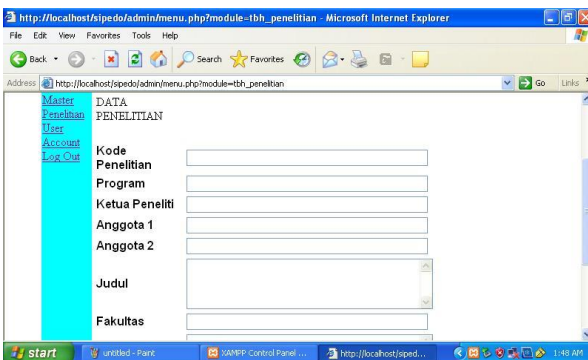 http://localhost/sipedo/admin/menu.php?module=tbh_penelitian - Microsoft Internet Explorer
File Edit View Favorites Tools Help
Back Search Favorites
Address http://localhost/sipedo/admin/menu.php?module=tbh_penelitian Go Links
Master
Penelitian
User
Account
Log Out
DATA
PENELITIAN
Kode
Penelitian
Program
Ketua Peneliti
Anggota 1
Anggota 2
Judul
Fakultas
start untitled - Paint XAMPP Control Panel ... http://localhost/siped... 1:48 AM